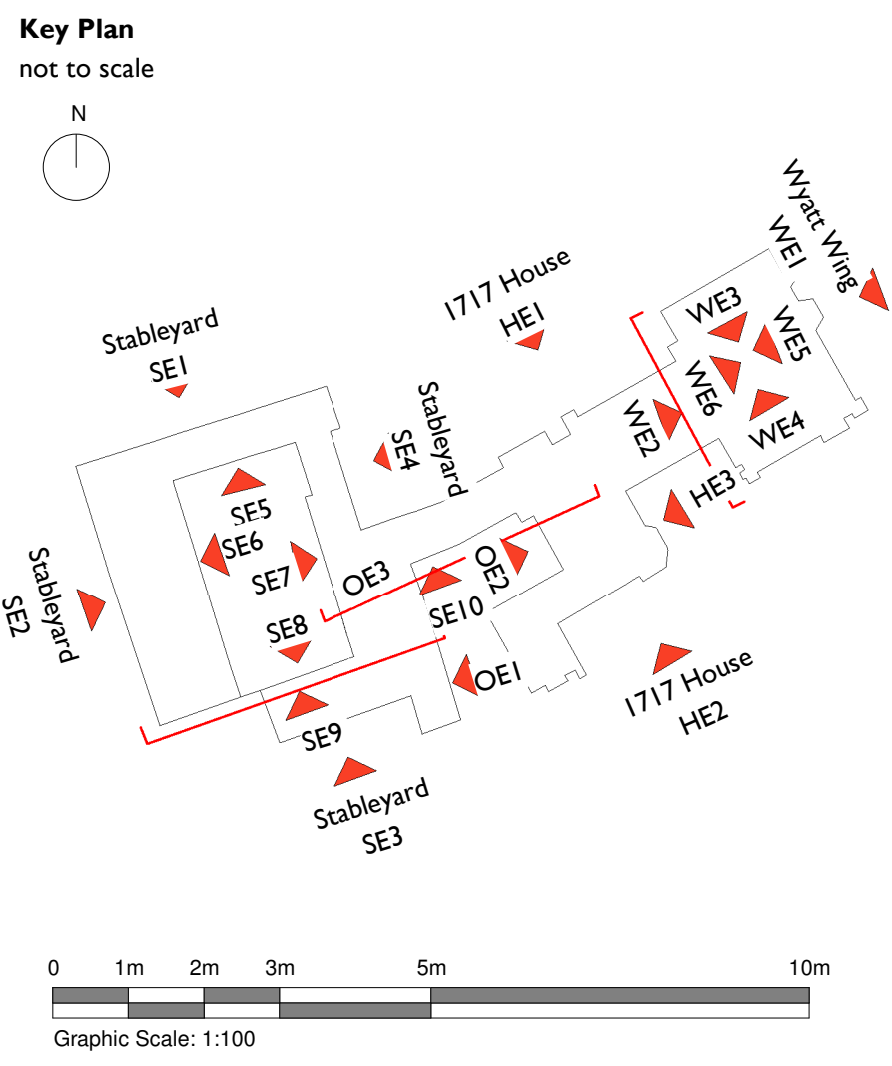 Key Plan
not to scale
N
Wyatt Wing
WE1
1717 House
HE1
Stableyard
SE1
WE3
WE5
WE6
WE2
WE4
Stableyard
SE4
HE3
SE5
SE6
SE7
OE3
OE2
SE10
Stableyard
SE2
SE8
OE1
SE9
1717 House
HE2
Stableyard
SE3
0 1m 2m 3m 5m 10m
Graphic Scale: 1:100